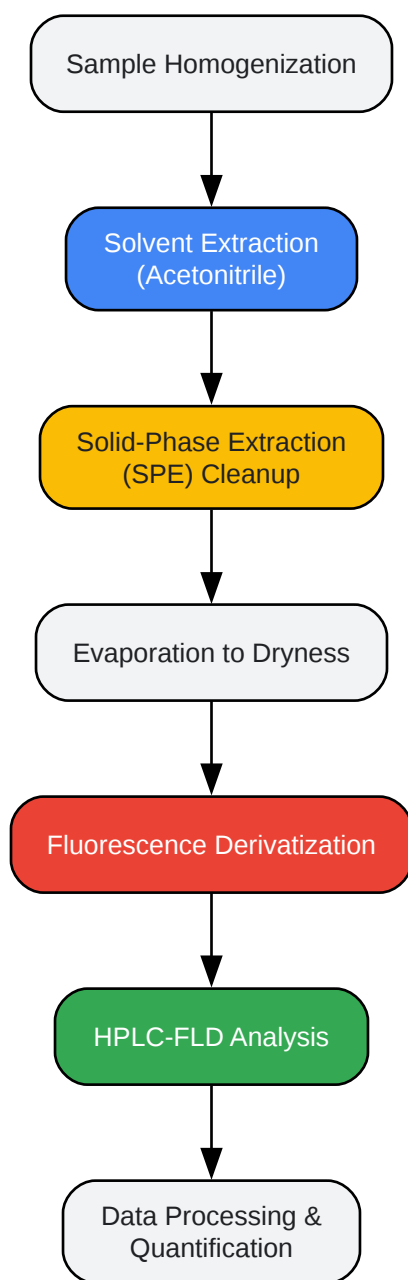 Sample Homogenization
Solvent Extraction
(Acetonitrile)
Solid-Phase Extraction
(SPE) Cleanup
Evaporation to Dryness
Fluorescence Derivatization
HPLC-FLD Analysis
Data Processing &
Quantification